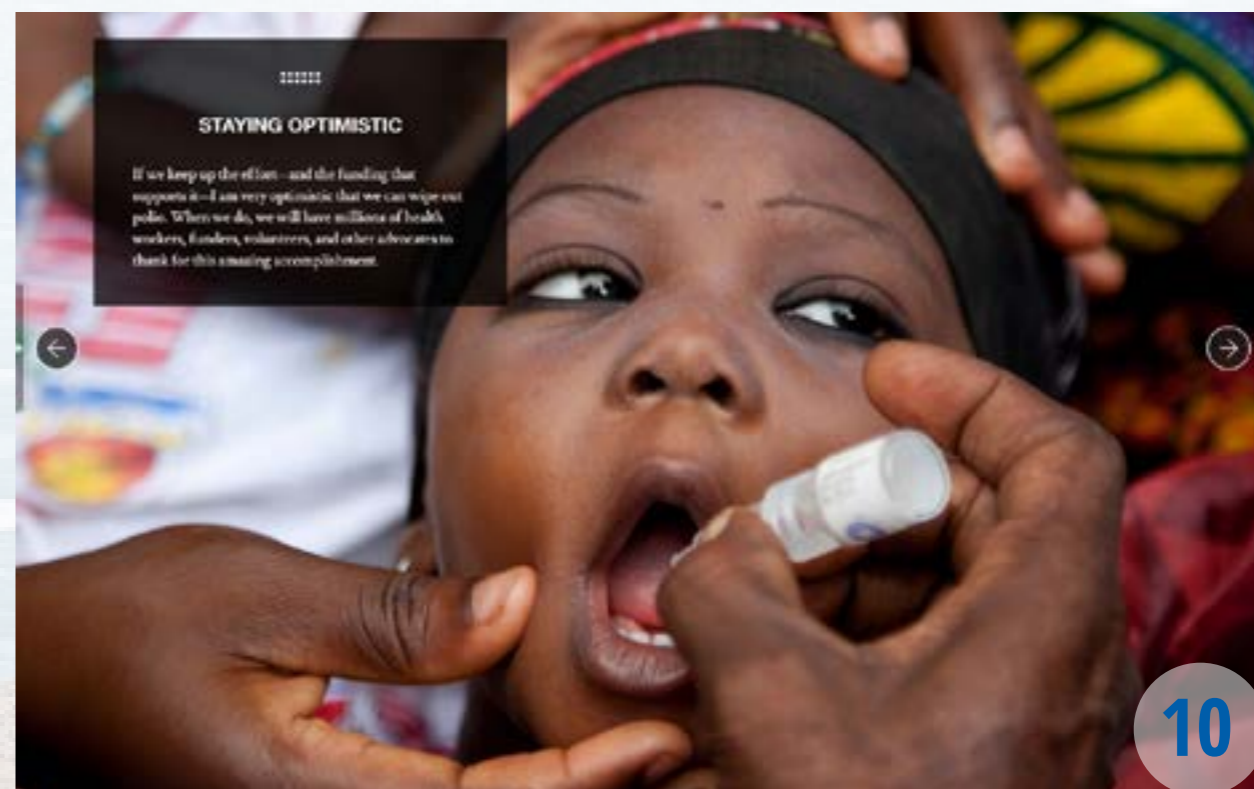 STAYING OPTIMISTIC
If we keep up the effort—and the funding that
supports it—I am very optimistic that we can wipe out
polio. When we do, we will have millions of health
workers, funders, volunteers, and other advocates to
thank for this amazing accomplishment.
10